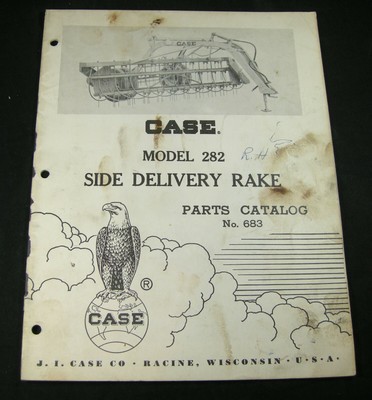 CASE
CASE®
MODEL 282
R.H
SIDE DELIVERY RAKE
PARTS CATALOG
No. 683
®
CASE
J. I. CASE CO · RACINE, WISCONSIN · U·S·A·